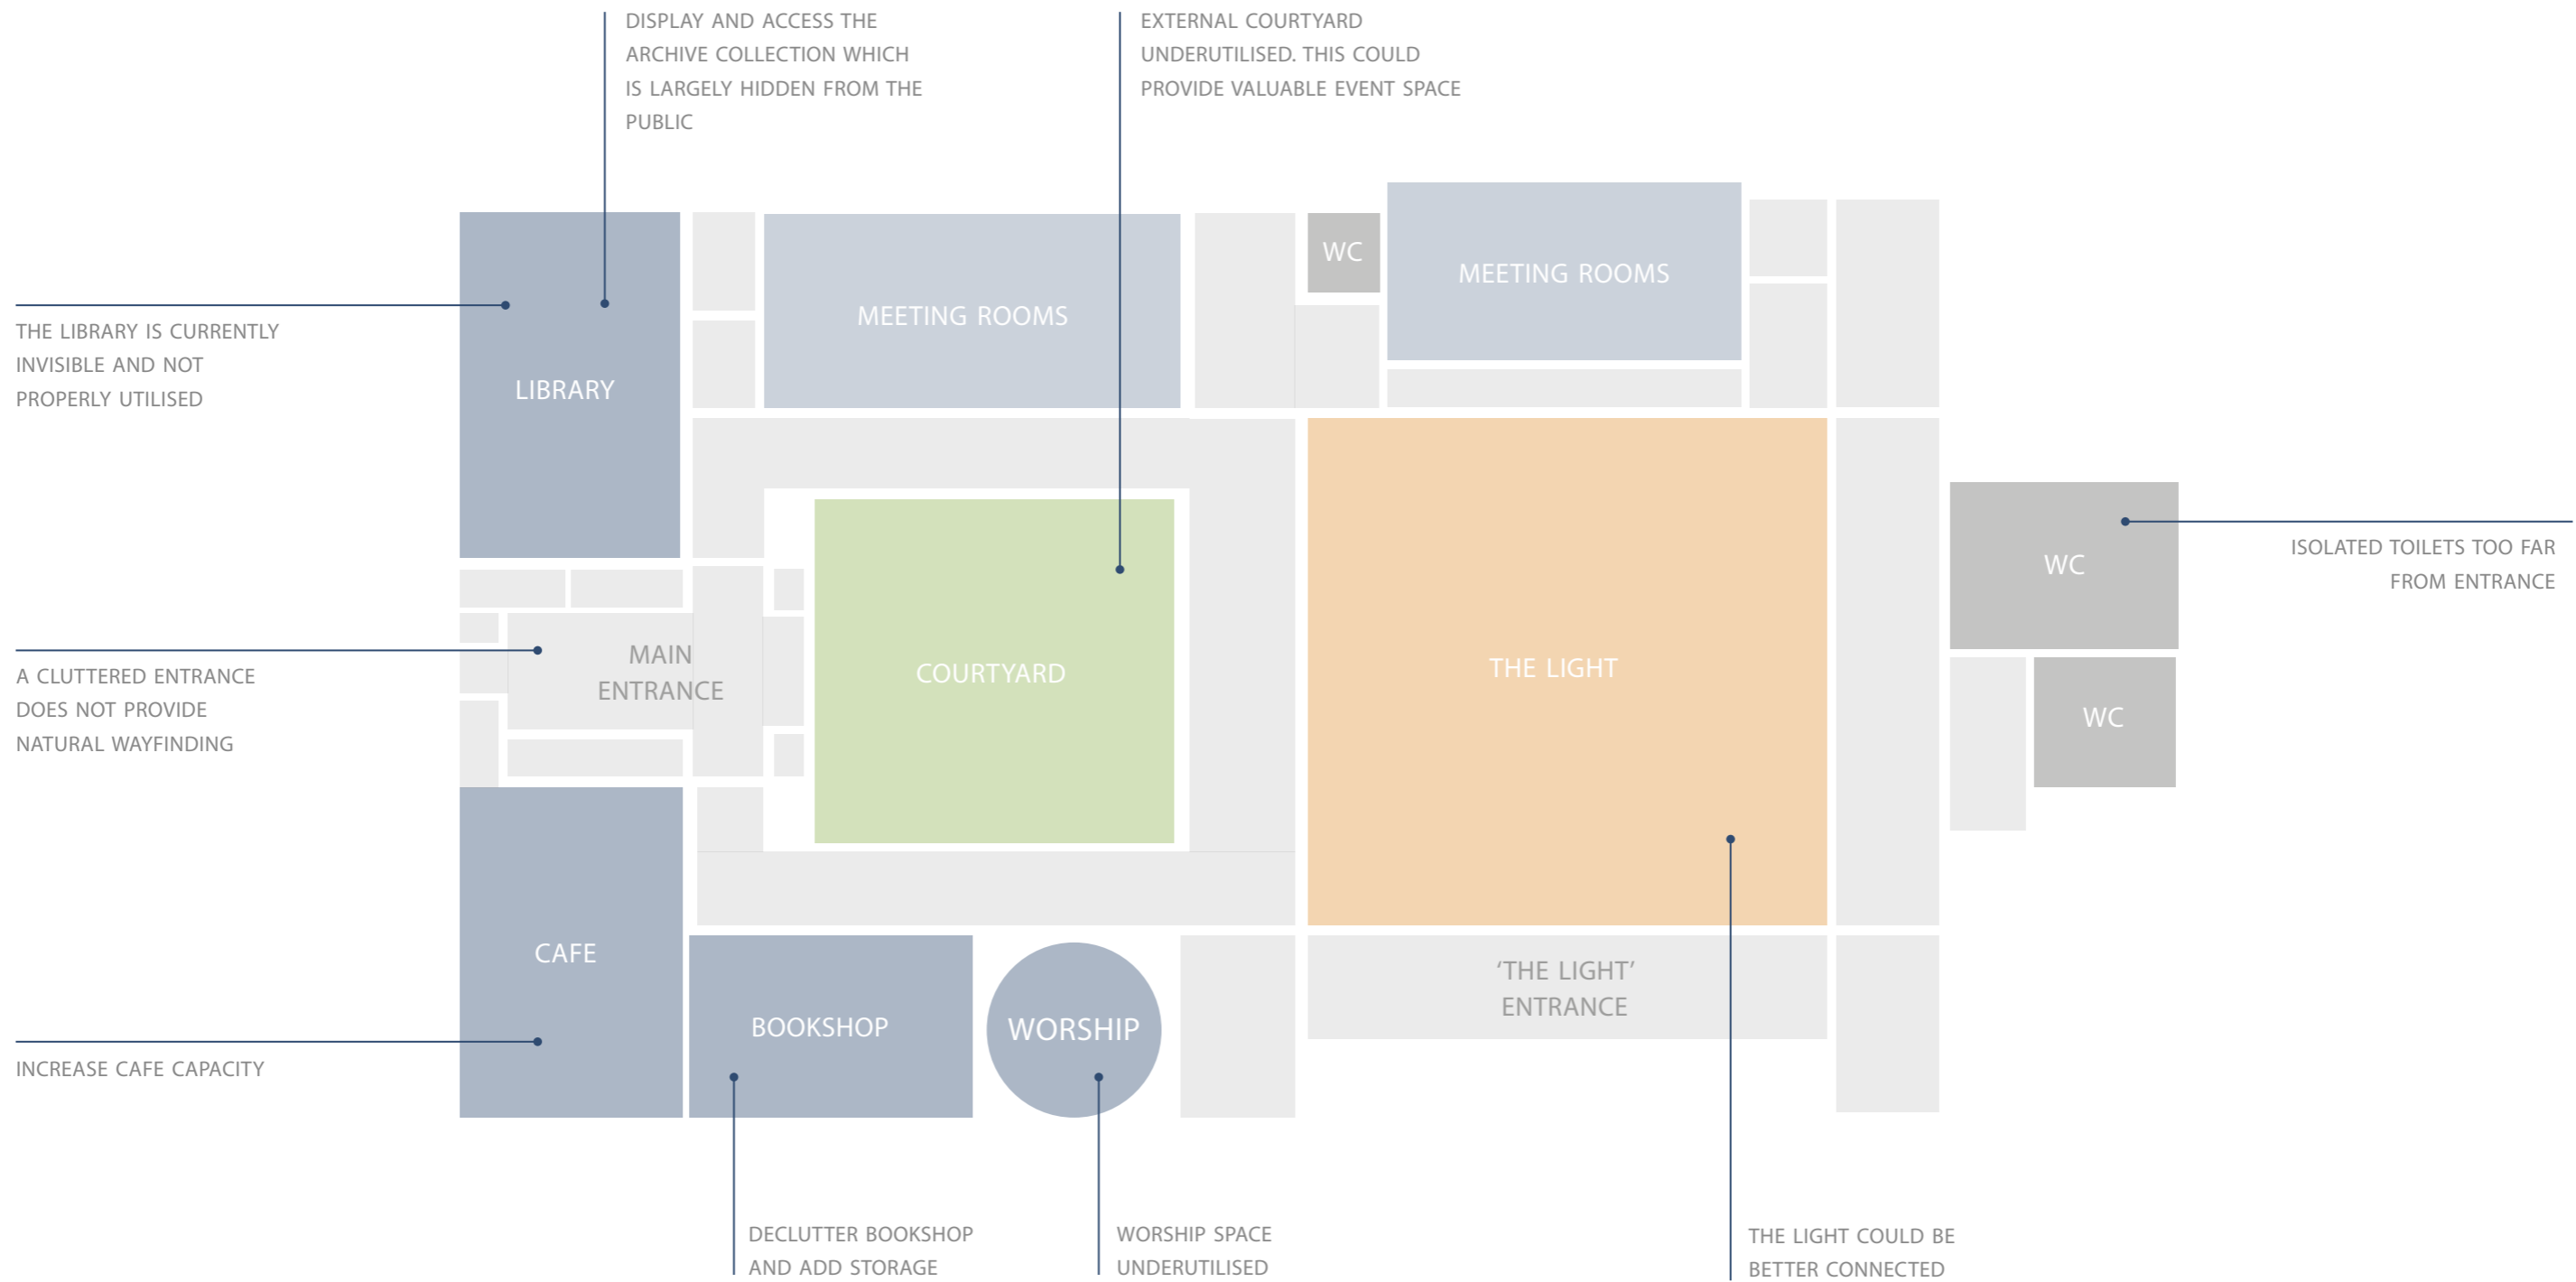 DISPLAY AND ACCESS THE
ARCHIVE COLLECTION WHICH
IS LARGELY HIDDEN FROM THE
PUBLIC
EXTERNAL COURTYARD
UNDERUTILISED. THIS COULD
PROVIDE VALUABLE EVENT SPACE
WC
MEETING ROOMS
MEETING ROOMS
THE LIBRARY IS CURRENTLY
INVISIBLE AND NOT
PROPERLY UTILISED
LIBRARY
ISOLATED TOILETS TOO FAR
FROM ENTRANCE
WC
MAIN
ENTRANCE
COURTYARD
THE LIGHT
A CLUTTERED ENTRANCE
DOES NOT PROVIDE
NATURAL WAYFINDING
WC
CAFE
‘THE LIGHT’
ENTRANCE
BOOKSHOP
WORSHIP
INCREASE CAFE CAPACITY
DECLUTTER BOOKSHOP
AND ADD STORAGE
WORSHIP SPACE
UNDERUTILISED
THE LIGHT COULD BE
BETTER CONNECTED